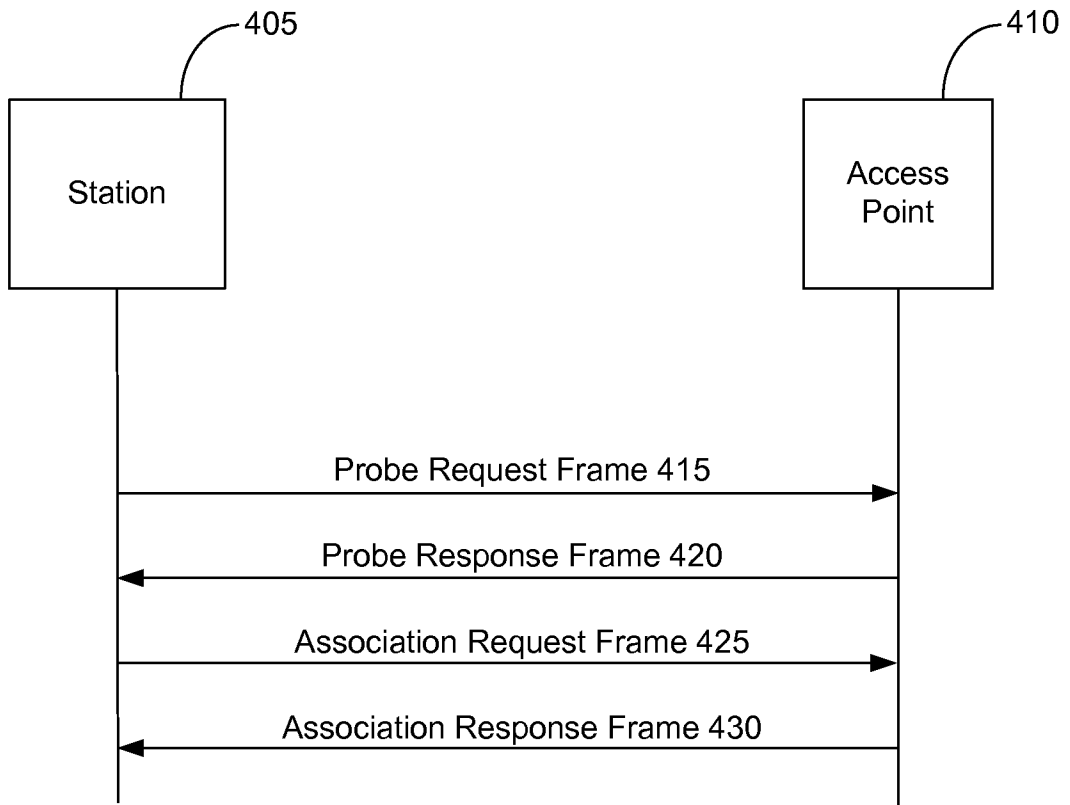 405
410
Station
Access
Point
Probe Request Frame 415
Probe Response Frame 420
Association Request Frame 425
Association Response Frame 430